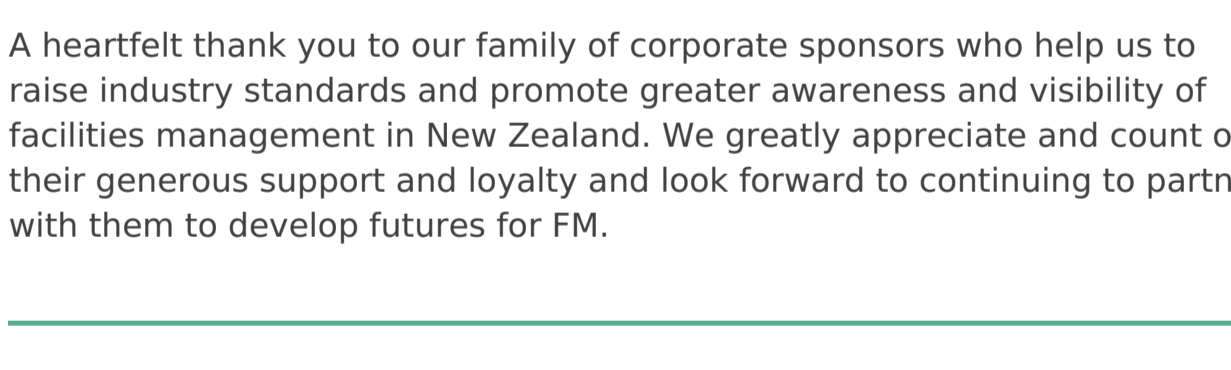 A heartfelt thank you to our family of corporate sponsors who help us to
raise industry standards and promote greater awareness and visibility of
facilities management in New Zealand. We greatly appreciate and count o
their generous support and loyalty and look forward to continuing to partn
with them to develop futures for FM.